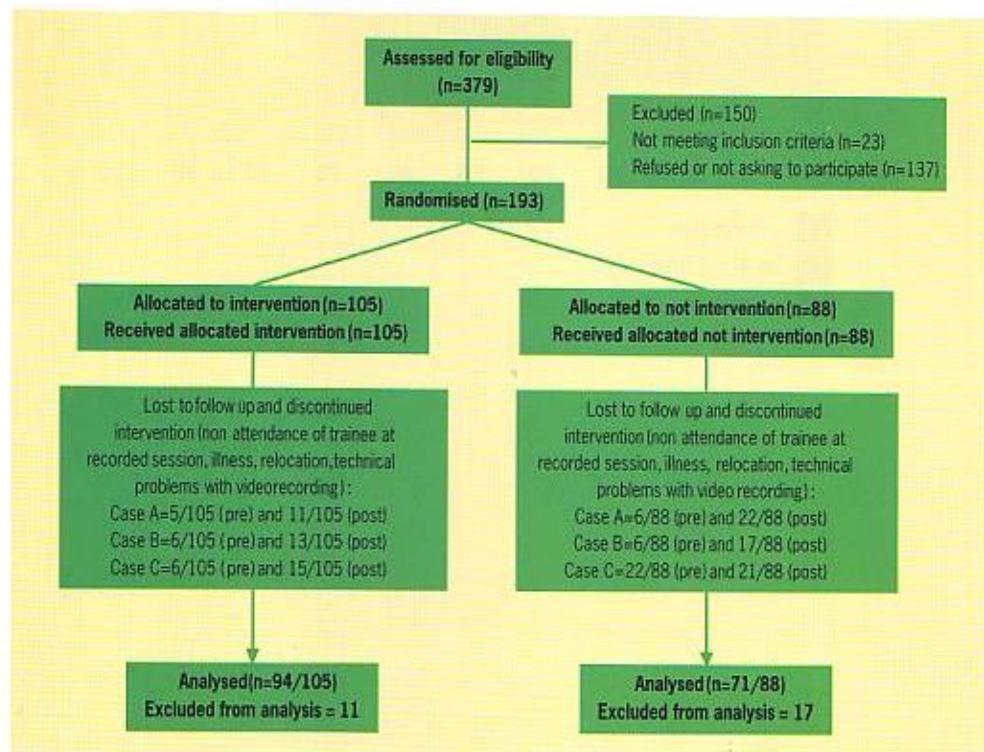 Assessed for eligibility
(n=379)
Excluded (n=150)
Not meeting inclusion criteria (n=23)
Refused or not asking to participate (n=137)
Randomised (n=193)
Allocated to intervention (n=105)
Received allocated intervention (n=105)
Allocated to not intervention (n=88)
Received allocated not intervention (n=88)
Lost to follow up and discontinued
intervention (non attendance of trainee at
recorded session, illness, relocation, technical
problems with video recording) :
Case A=5/105 (pre) and 11/105 (post)
Case B=6/105 (pre) and 13/105 (post)
Case C=6/105 (pre) and 15/105 (post)
Lost to follow up and discontinued
intervention (non attendance of trainee at
recorded session, illness, relocation, technical
problems with video recording) :
Case A=6/88 (pre) and 22/88 (post)
Case B=6/88 (pre) and 17/88 (post)
Case C=22/88 (pre) and 21/88 (post)
Analysed (n=94/105)
Excluded from analysis = 11
Analysed (n=71/88)
Excluded from analysis = 17